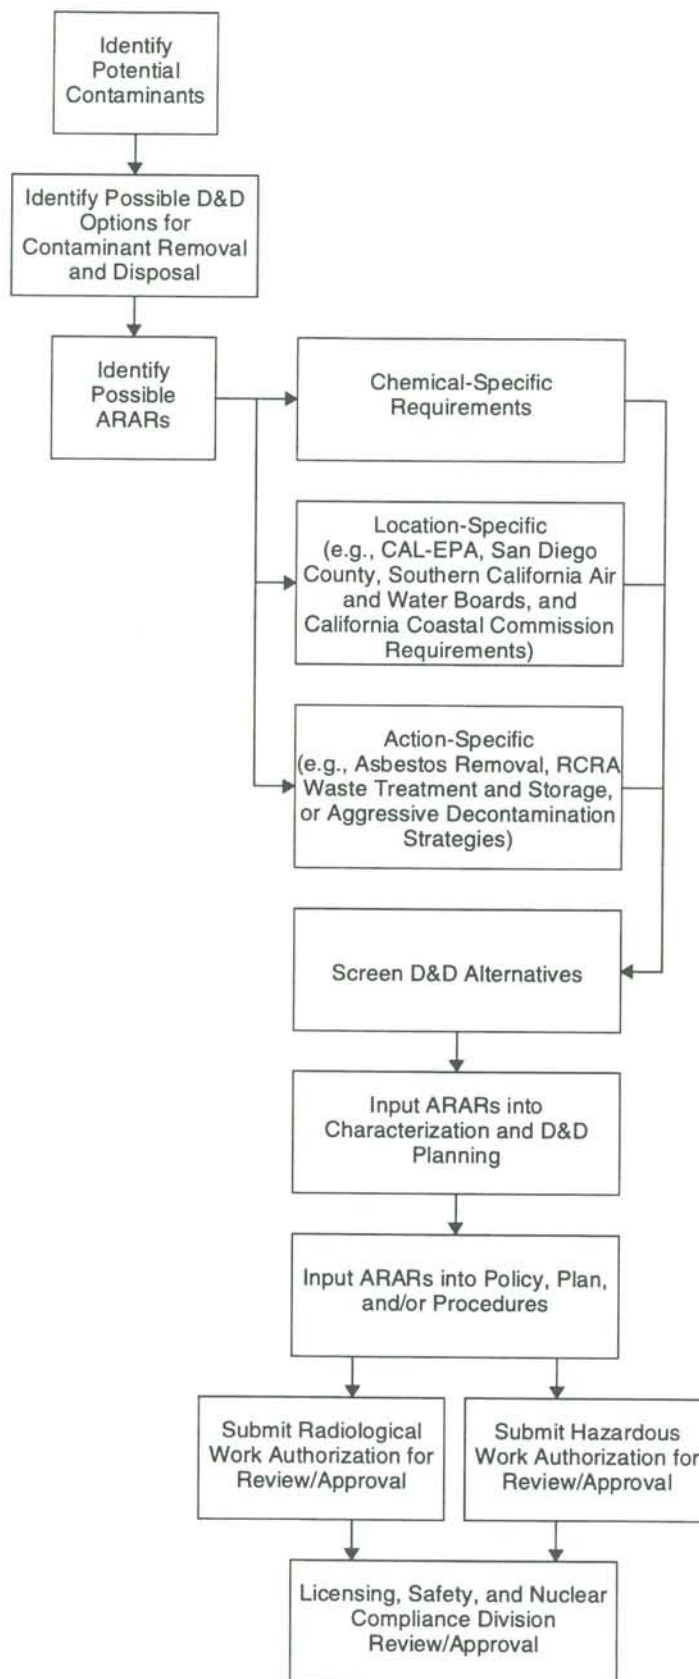 Identify
Potential
Contaminants
Identify Possible D&D
Options for
Contaminant Removal
and Disposal
Identify
Possible
ARARs
Chemical-Specific
Requirements
Location-Specific
(e.g., CAL-EPA, San Diego
County, Southern California Air
and Water Boards, and
California Coastal Commission
Requirements)
Action-Specific
(e.g., Asbestos Removal, RCRA
Waste Treatment and Storage,
or Aggressive Decontamination
Strategies)
Screen D&D Alternatives
Input ARARs into
Characterization and D&D
Planning
Input ARARs into Policy, Plan,
and/or Procedures
Submit Radiological
Work Authorization for
Review/Approval
Submit Hazardous
Work Authorization for
Review/Approval
Licensing, Safety, and Nuclear
Compliance Division
Review/Approval